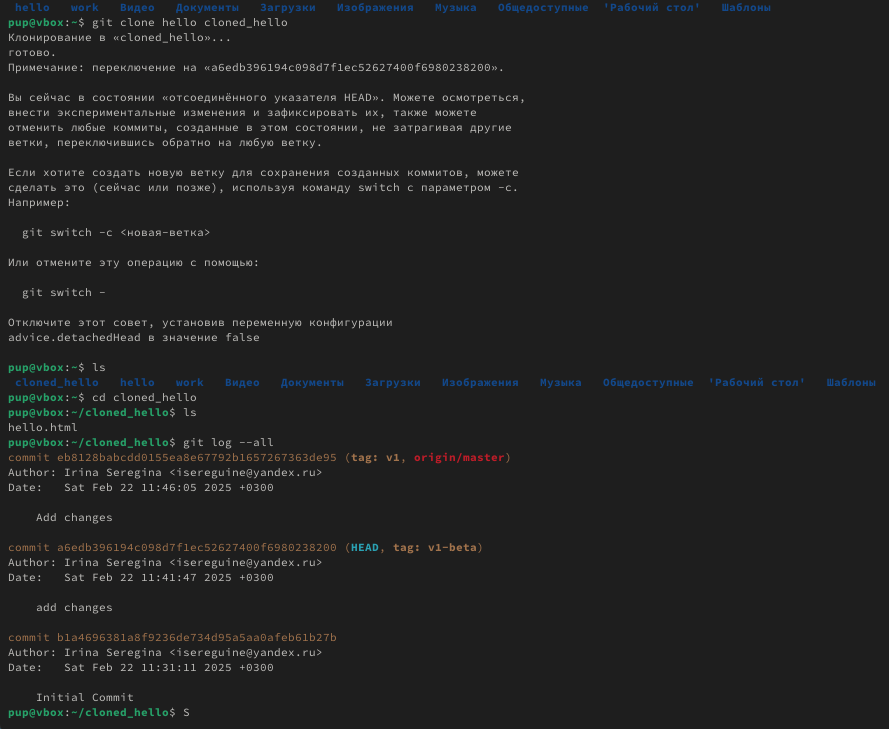 hello   work   Видео   Документы   Загрузки   Изображения   Музыка   Общедоступные  'Рабочий стол'   Шаблоны
pup@vbox:~$ git clone hello cloned_hello
Клонирование в «cloned_hello»...
готово.
Примечание: переключение на «a6edb396194c098d7f1ec52627400f6980238200».

Вы сейчас в состоянии «отсоединённого указателя HEAD». Можете осмотреться,
внести экспериментальные изменения и зафиксировать их, также можете
отменить любые коммиты, созданные в этом состоянии, не затрагивая другие
ветки, переключившись обратно на любую ветку.

Если хотите создать новую ветку для сохранения созданных коммитов, можете
сделать это (сейчас или позже), используя команду switch с параметром -c.
Например:

  git switch -c <новая-ветка>

Или отмените эту операцию с помощью:

  git switch -

Отключите этот совет, установив переменную конфигурации
advice.detachedHead в значение false

pup@vbox:~$ ls
cloned_hello   hello   work   Видео   Документы   Загрузки   Изображения   Музыка   Общедоступные  'Рабочий стол'   Шаблоны
pup@vbox:~$ cd cloned_hello
pup@vbox:~/cloned_hello$ ls
hello.html
pup@vbox:~/cloned_hello$ git log --all
commit eb8128babcdd0155ea8e67792b1657267363de95 (tag: v1, origin/master)
Author: Irina Seregina <isereguine@yandex.ru>
Date:   Sat Feb 22 11:46:05 2025 +0300

    Add changes

commit a6edb396194c098d7f1ec52627400f6980238200 (HEAD, tag: v1-beta)
Author: Irina Seregina <isereguine@yandex.ru>
Date:   Sat Feb 22 11:41:47 2025 +0300

    add changes

commit b1a4696381a8f9236de734d95a5aa0afeb61b27b
Author: Irina Seregina <isereguine@yandex.ru>
Date:   Sat Feb 22 11:31:11 2025 +0300

    Initial Commit
pup@vbox:~/cloned_hello$ S